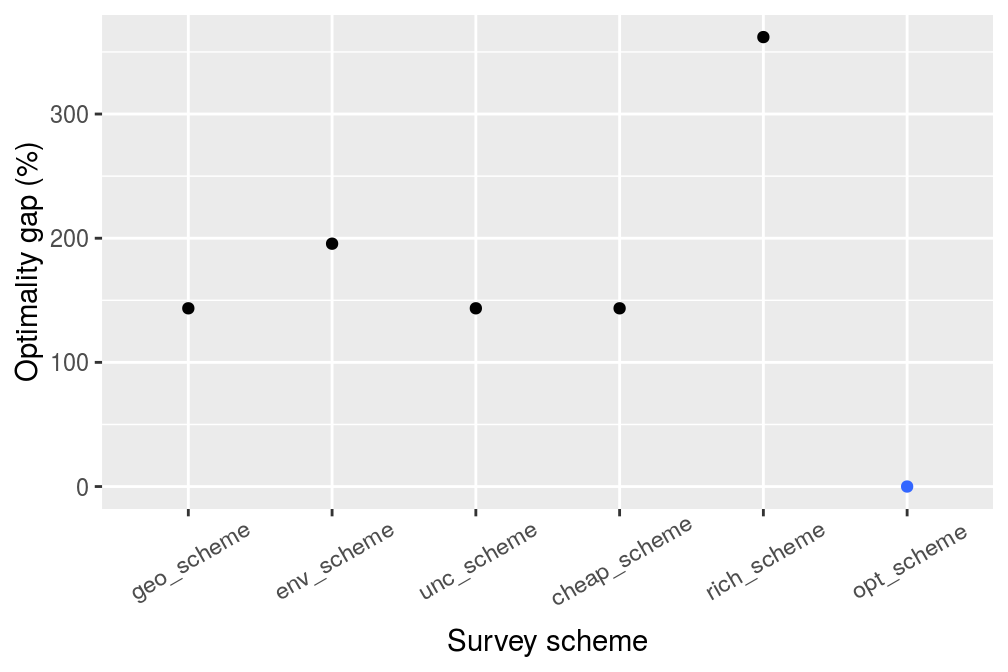 Optimality gap (%)
300
200
100
0
geo_scheme
env_scheme
unc_scheme
cheap_scheme
rich_scheme
opt_scheme
Survey scheme